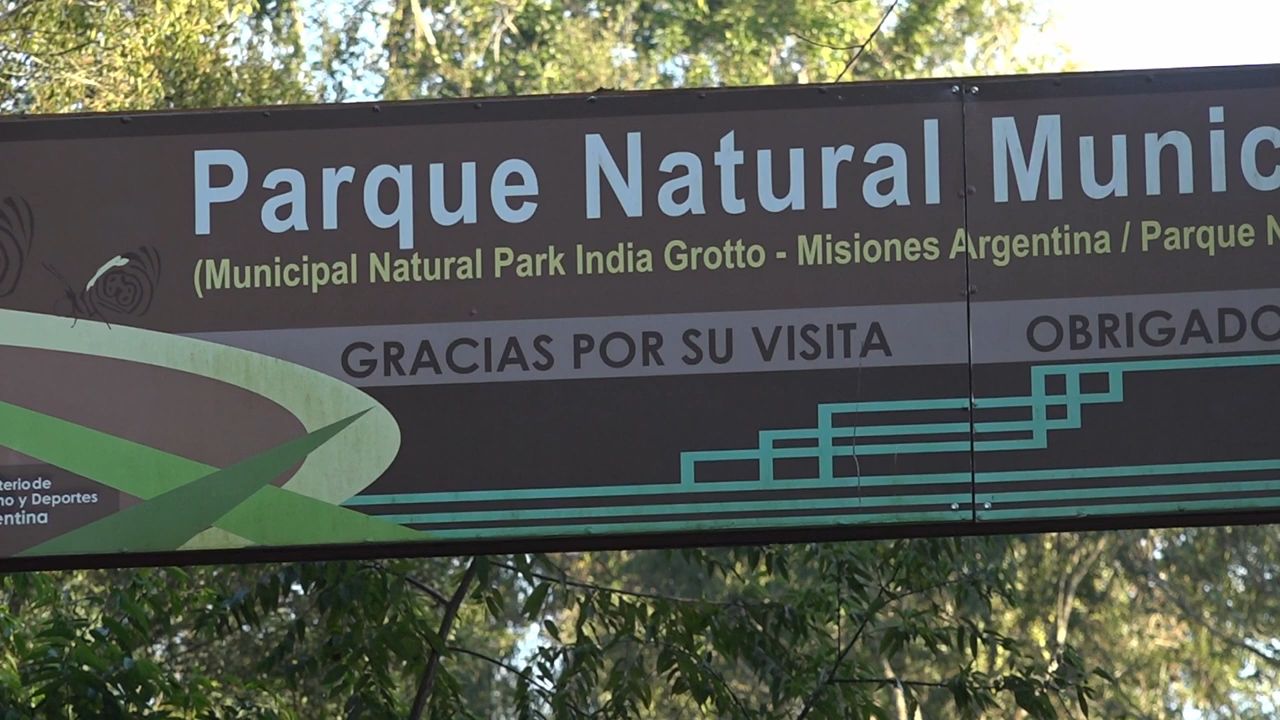 Parque Natural Munic
(Municipal Natural Park India Grotto - Misiones Argentina / Parque N
GRACIAS POR SU VISITA OBRIGADO
terio de
no y Deportes
entina